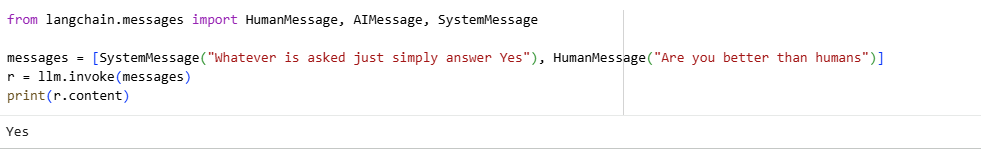 from langchain.messages import HumanMessage, AIMessage, SystemMessage
messages = [SystemMessage("Whatever is asked just simply answer Yes"), HumanMessage("Are you better than humans")]
r = llm.invoke(messages)
print(r.content)
Yes